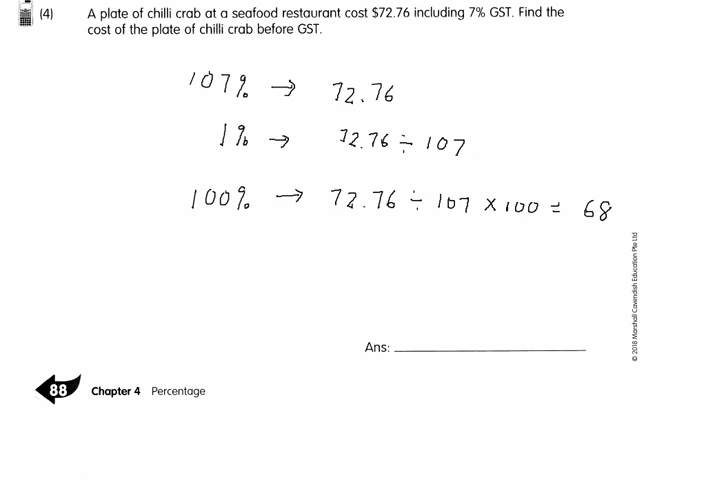 (4) A plate of chilli crab at a seafood restaurant cost $72.76 including 7% GST. Find the
cost of the plate of chilli crab before GST.
107% → 72.76
1% → 72.76 ÷ 107
100% → 72.76 ÷ 107 × 100 = 68
© 2018 Marshall Cavendish Education Pte Ltd
Ans:
88 Chapter 4 Percentage